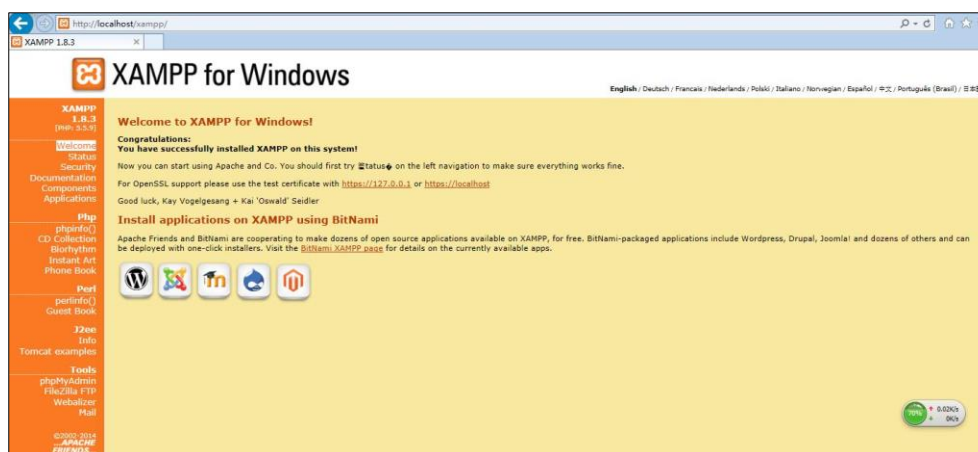 http://localhost/xampp/
XAMPP 1.8.3
XAMPP for Windows
English / Deutsch / Francais / Nederlands / Polski / Italiano / Norwegian / Español / 中文 / Português (Brasil) / 日本語
XAMPP
1.8.3
[PHP: 5.5.9]
Welcome
Status
Security
Documentation
Components
Applications
Php
phpinfo()
CD Collection
Biorhythm
Instant Art
Phone Book
Perl
perlinfo()
Guest Book
J2ee
Info
Tomcat examples
Tools
phpMyAdmin
FileZilla FTP
Webalizer
Mail
©2002-2014
...APACHE
FRIENDS
Welcome to XAMPP for Windows!
Congratulations:
You have successfully installed XAMPP on this system!
Now you can start using Apache and Co. You should first try tatus� on the left navigation to make sure everything works fine.
For OpenSSL support please use the test certificate with https://127.0.0.1 or https://localhost
Good luck, Kay Vogelgesang + Kai 'Oswald' Seidler
Install applications on XAMPP using BitNami
Apache Friends and BitNami are cooperating to make dozens of open source applications available on XAMPP, for free. BitNami-packaged applications include Wordpress, Drupal, Joomla! and dozens of others and can
be deployed with one-click installers. Visit the BitNami XAMPP page for details on the currently available apps.
70%
0.02K/s
0K/s